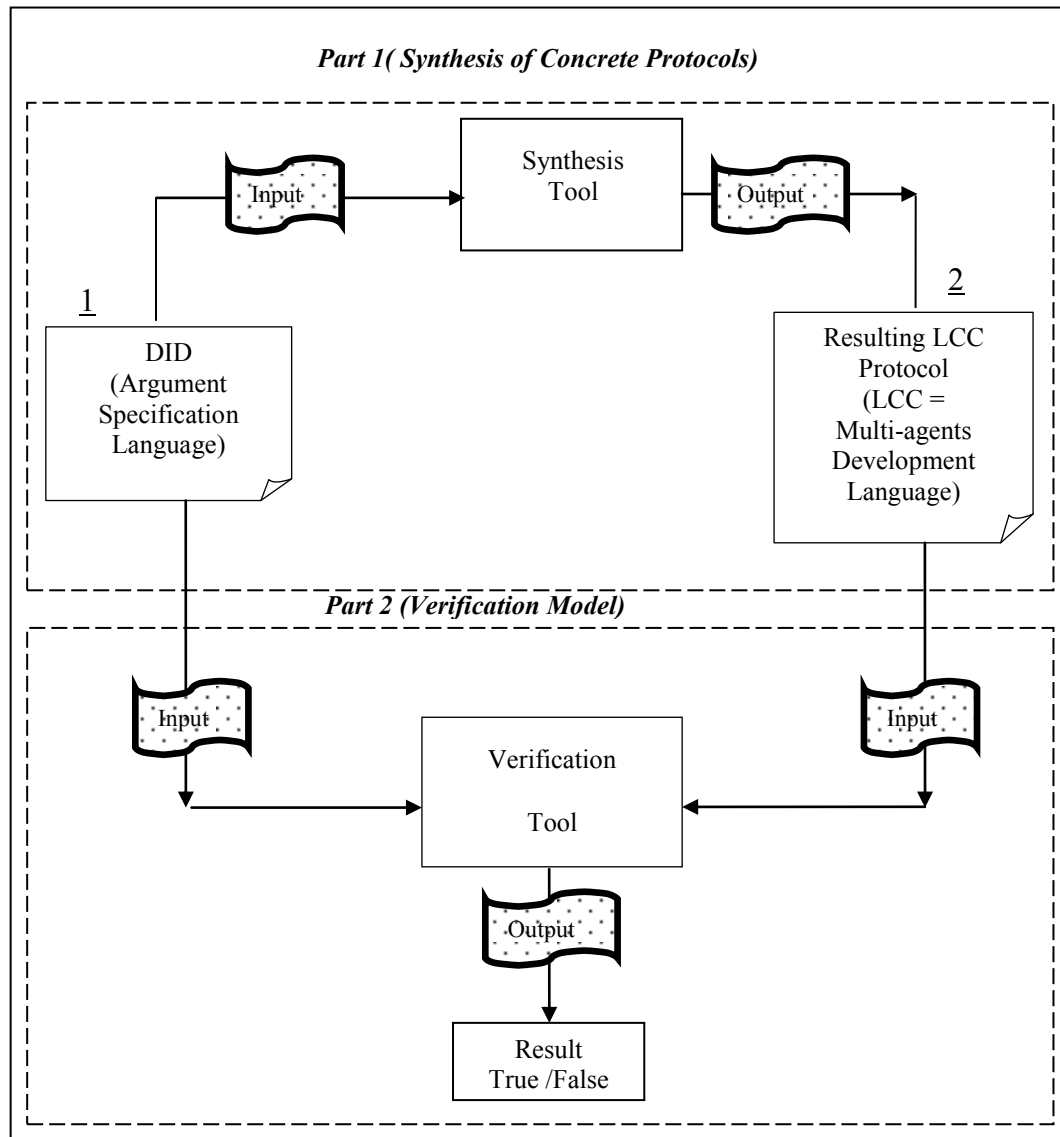 Part 1( Synthesis of Concrete Protocols)
Synthesis
Tool
Input
Output
1
2
DID
(Argument
Specification
Language)
Resulting LCC
Protocol
(LCC =
Multi-agents
Development
Language)
Part 2 (Verification Model)
Input
Input
Verification
Tool
Output
Result
True /False